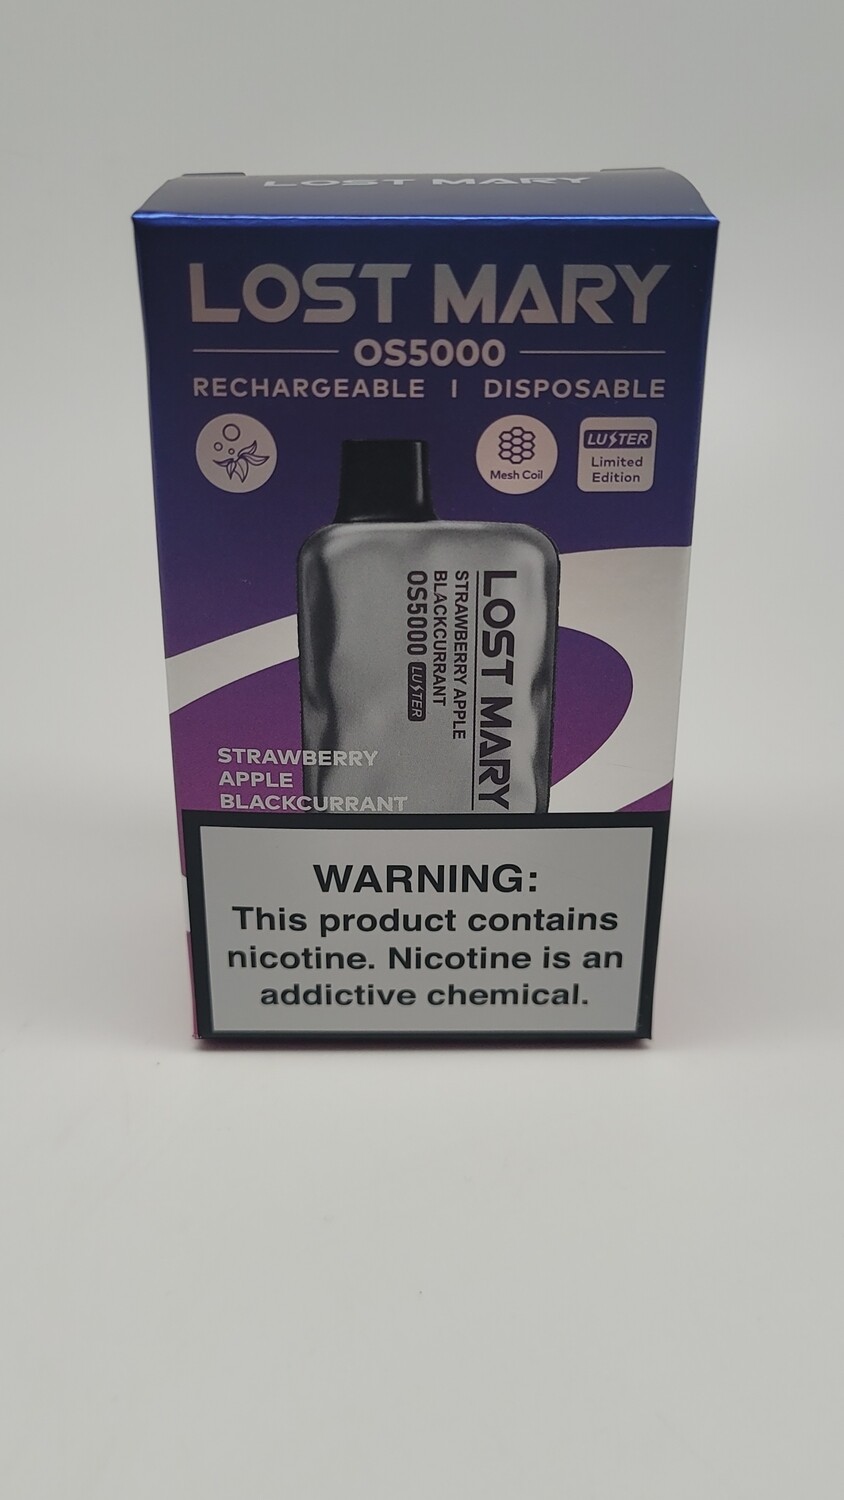 LOST MARY
LOST MARY
OS5000
RECHARGEABLE | DISPOSABLE
Mesh Coil
LUSTER
Limited
Edition
LOST MARY
STRAWBERRY APPLE
BLACKCURRANT
OS5000 LUSTER
STRAWBERRY
APPLE
BLACKCURRANT
WARNING:
This product contains
nicotine. Nicotine is an
addictive chemical.